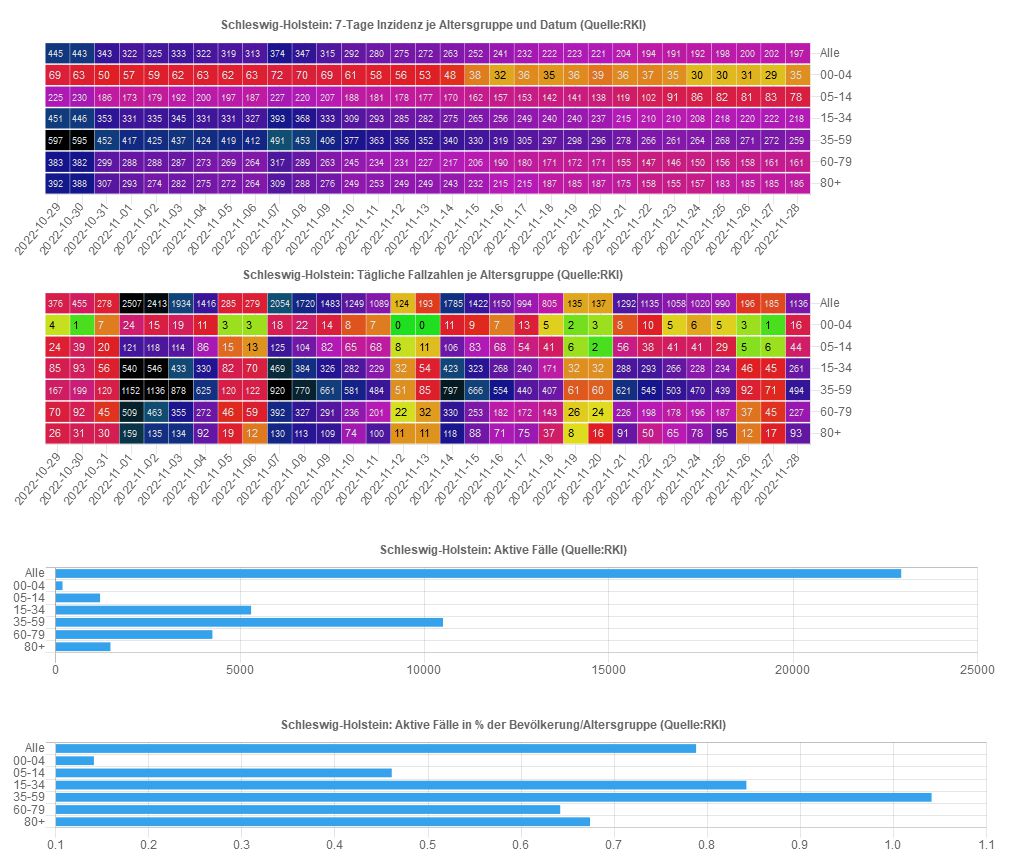 Schleswig-Holstein: 7-Tage Inzidenz je Altersgruppe und Datum (Quelle:RKI)
445 443 343 322 325 333 322 319 313 374 347 315 292 280 275 272 263 252 241 232 222 223 221 204 194 191 192 198 200 202 197 Alle
69 63 50 57 59 62 63 62 63 72 70 69 61 58 56 53 48 38 32 36 35 36 39 36 37 35 30 30 31 29 35 00-04
225 230 186 173 179 192 200 197 187 227 220 207 188 181 178 177 170 162 157 153 142 141 138 119 102 91 86 82 81 83 78 05-14
451 446 353 331 335 345 331 331 327 393 368 333 309 293 285 282 275 265 256 249 240 240 237 215 210 210 208 218 220 222 218 15-34
597 595 452 417 425 437 424 419 412 491 453 406 377 363 356 352 340 330 319 305 297 298 296 278 266 261 264 268 271 272 259 35-59
383 382 299 288 288 287 273 269 264 317 289 263 245 234 231 227 217 206 190 180 171 172 171 155 147 146 150 156 158 161 161 60-79
392 388 307 293 274 282 275 272 264 309 288 276 249 253 249 249 243 232 215 215 187 185 187 175 158 155 157 183 185 185 186 80+
2022-10-29 2022-10-30 2022-10-31 2022-11-01 2022-11-02 2022-11-03 2022-11-04 2022-11-05 2022-11-06 2022-11-07 2022-11-08 2022-11-09 2022-11-10 2022-11-11 2022-11-12 2022-11-13 2022-11-14 2022-11-15 2022-11-16 2022-11-17 2022-11-18 2022-11-19 2022-11-20 2022-11-21 2022-11-22 2022-11-23 2022-11-24 2022-11-25 2022-11-26 2022-11-27 2022-11-28
Schleswig-Holstein: Tägliche Fallzahlen je Altersgruppe (Quelle:RKI)
376 455 278 2507 2413 1934 1416 285 279 2054 1720 1483 1249 1089 124 193 1785 1422 1150 994 805 135 137 1292 1135 1058 1020 990 196 185 1136 Alle
4 1 7 24 15 19 11 3 3 18 22 14 8 7 0 0 11 9 7 13 5 2 3 8 10 5 6 5 3 1 16 00-04
24 39 20 121 118 114 86 15 13 125 104 82 65 68 8 11 106 83 68 54 41 6 2 56 38 41 41 29 5 6 44 05-14
85 93 56 540 546 433 330 82 70 469 384 326 282 229 32 54 423 323 268 240 171 32 32 288 293 266 228 234 46 45 261 15-34
167 199 120 1152 1136 878 625 120 122 920 770 661 581 484 51 85 797 666 554 440 407 61 60 621 545 503 470 439 92 71 494 35-59
70 92 45 509 463 355 272 46 59 392 327 291 236 201 22 32 330 253 182 172 143 26 24 226 198 178 196 187 37 45 227 60-79
26 31 30 159 135 134 92 19 12 130 113 109 74 100 11 11 118 88 71 75 37 8 16 91 50 65 78 95 12 17 93 80+
2022-10-29 2022-10-30 2022-10-31 2022-11-01 2022-11-02 2022-11-03 2022-11-04 2022-11-05 2022-11-06 2022-11-07 2022-11-08 2022-11-09 2022-11-10 2022-11-11 2022-11-12 2022-11-13 2022-11-14 2022-11-15 2022-11-16 2022-11-17 2022-11-18 2022-11-19 2022-11-20 2022-11-21 2022-11-22 2022-11-23 2022-11-24 2022-11-25 2022-11-26 2022-11-27 2022-11-28
Schleswig-Holstein: Aktive Fälle (Quelle:RKI)
Alle
00-04
05-14
15-34
35-59
60-79
80+
0 5000 10000 15000 20000 25000
Schleswig-Holstein: Aktive Fälle in % der Bevölkerung/Altersgruppe (Quelle:RKI)
Alle
00-04
05-14
15-34
35-59
60-79
80+
0.1 0.2 0.3 0.4 0.5 0.6 0.7 0.8 0.9 1.0 1.1